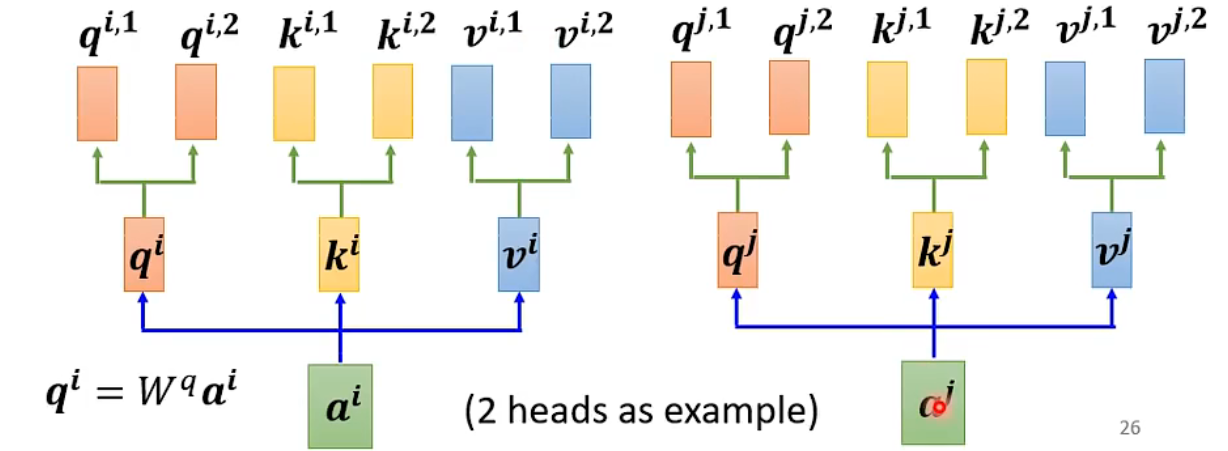 q^{i,1} q^{i,2} k^{i,1} k^{i,2} v^{i,1} v^{i,2} q^{j,1} q^{j,2} k^{j,1} k^{j,2} v^{j,1} v^{j,2}
q^i k^i v^i q^j k^j v^j
q^i = W^q a^i
a^i
(2 heads as example)
a^j
26